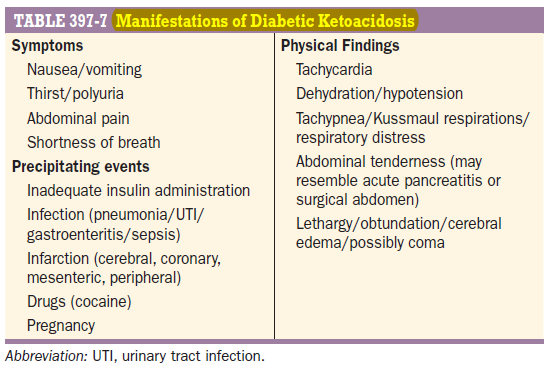 TABLE 397-7 Manifestations of Diabetic Ketoacidosis
Symptoms
Nausea/vomiting
Thirst/polyuria
Abdominal pain
Shortness of breath
Precipitating events
Inadequate insulin administration
Infection (pneumonia/UTI/
gastroenteritis/sepsis)
Infarction (cerebral, coronary,
mesenteric, peripheral)
Drugs (cocaine)
Pregnancy
Physical Findings
Tachycardia
Dehydration/hypotension
Tachypnea/Kussmaul respirations/
respiratory distress
Abdominal tenderness (may
resemble acute pancreatitis or
surgical abdomen)
Lethargy/obtundation/cerebral
edema/possibly coma
Abbreviation: UTI, urinary tract infection.